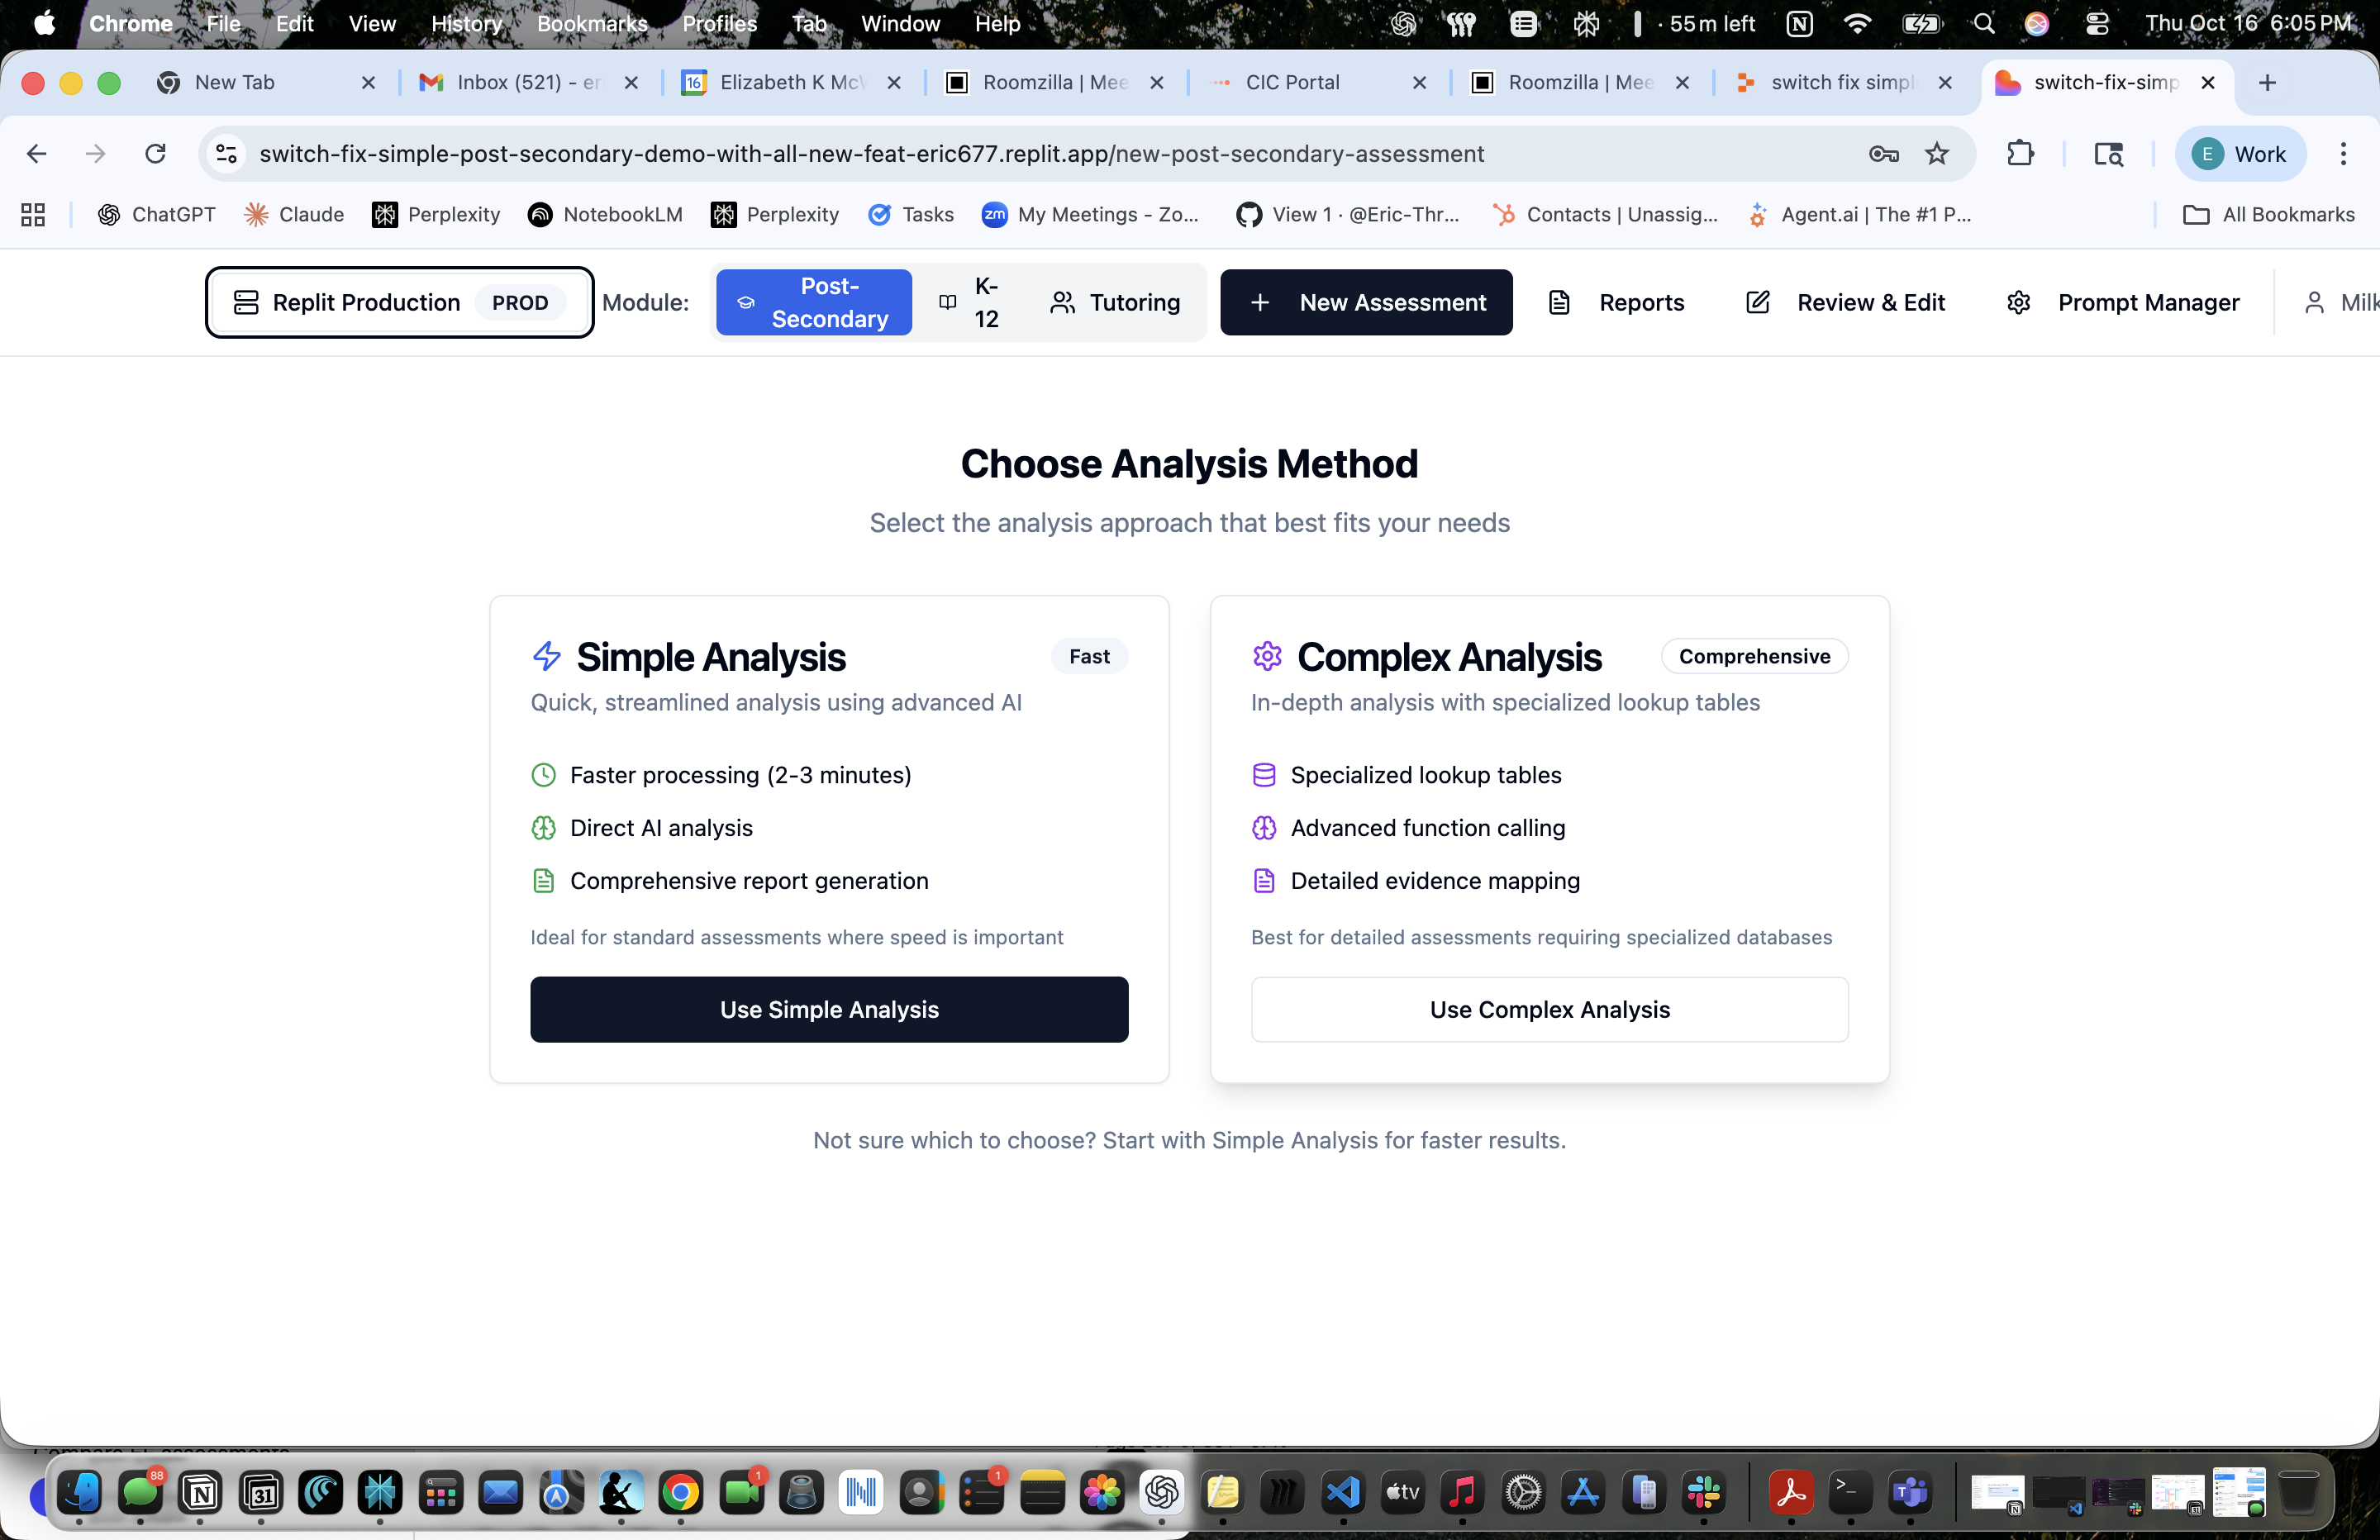 Chrome File Edit View History Bookmarks Profiles Tab Window Help · 55 m left Thu Oct 16 6:05 PM
New Tab Inbox (521) - er 16 Elizabeth K McV Roomzilla | Mee CIC Portal Roomzilla | Mee switch fix simpl switch-fix-simp
switch-fix-simple-post-secondary-demo-with-all-new-feat-eric677.replit.app/new-post-secondary-assessment E Work
ChatGPT Claude Perplexity NotebookLM Perplexity Tasks zm My Meetings - Zo... View 1 · @Eric-Thr... Contacts | Unassig... Agent.ai | The #1 P... All Bookmarks
Replit Production PROD Module: Post-Secondary K-12 Tutoring New Assessment Reports Review & Edit Prompt Manager Milk
Choose Analysis Method
Select the analysis approach that best fits your needs
Simple Analysis Fast
Quick, streamlined analysis using advanced AI
Faster processing (2-3 minutes)
Direct AI analysis
Comprehensive report generation
Ideal for standard assessments where speed is important
Use Simple Analysis
Complex Analysis Comprehensive
In-depth analysis with specialized lookup tables
Specialized lookup tables
Advanced function calling
Detailed evidence mapping
Best for detailed assessments requiring specialized databases
Use Complex Analysis
Not sure which to choose? Start with Simple Analysis for faster results.
88 31 1 1 tv